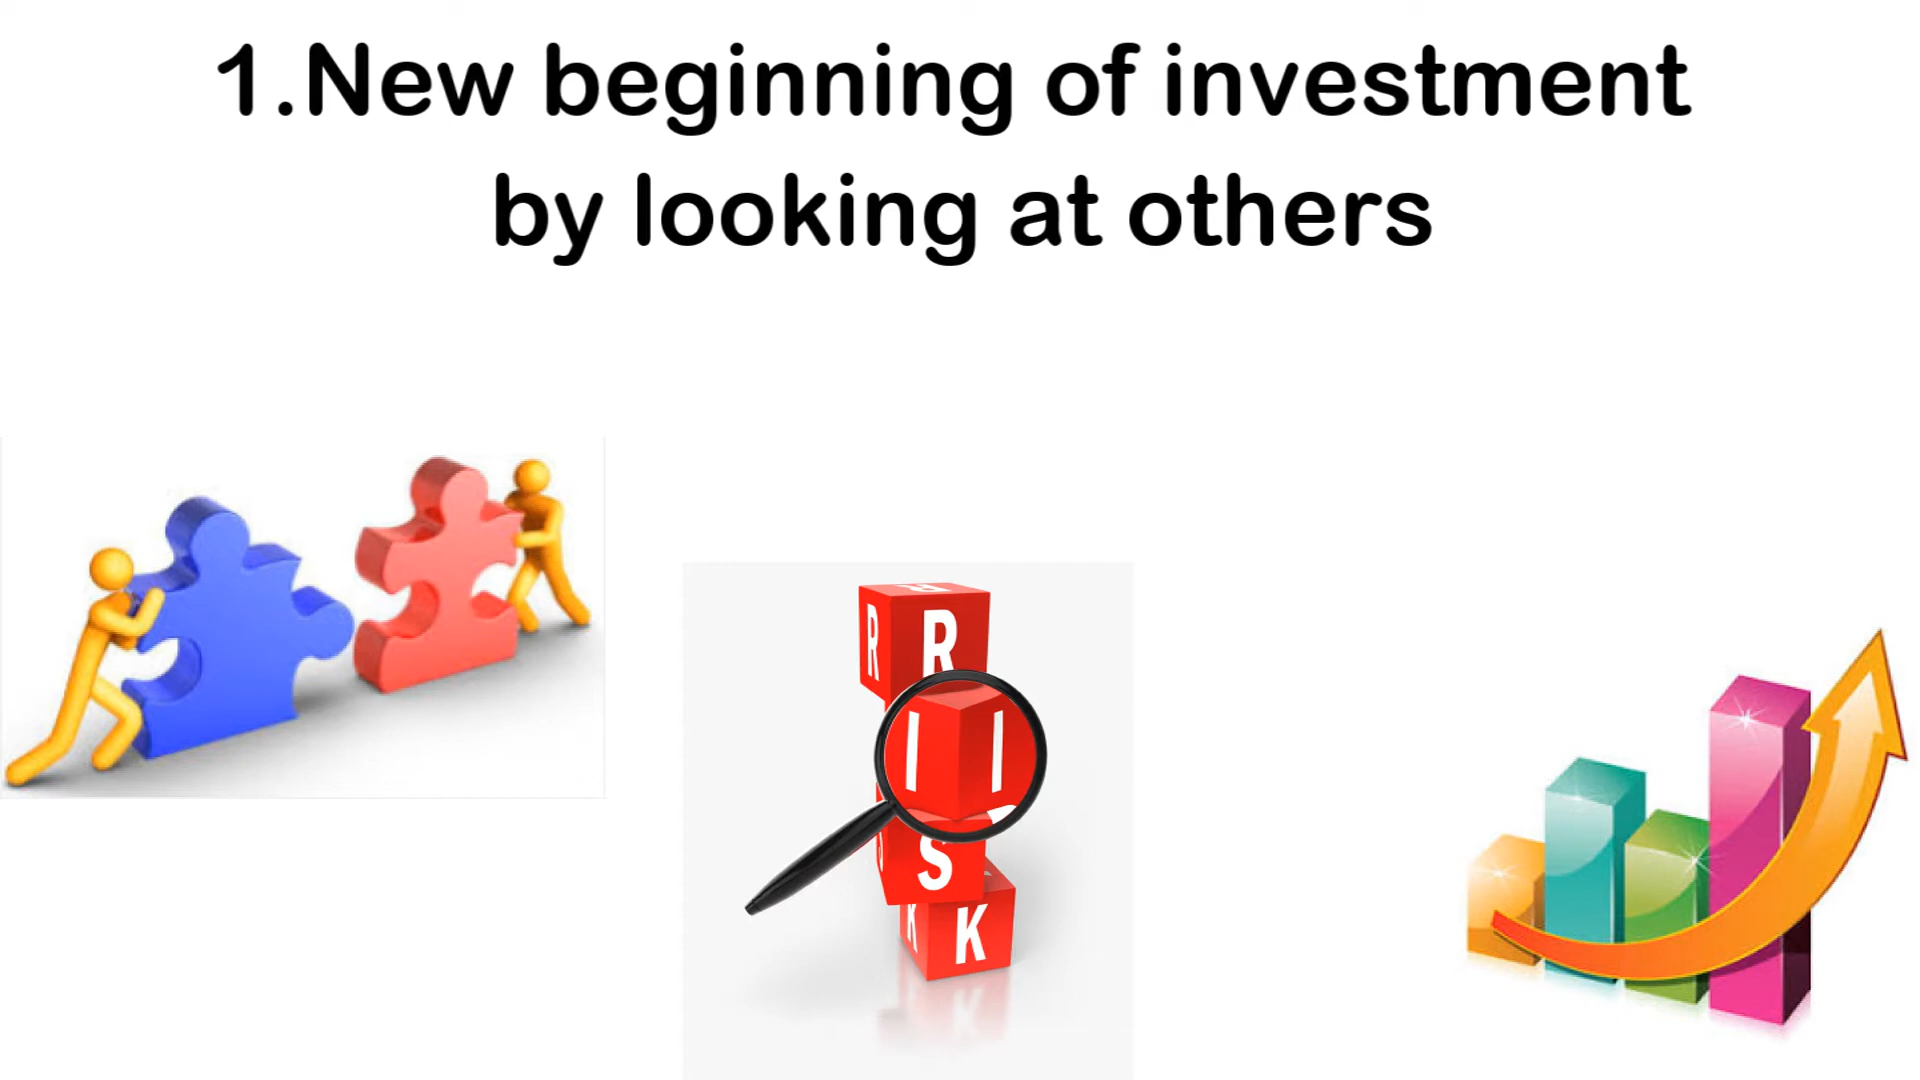 1.New beginning of investment
by looking at others
R R
I I
S
K K